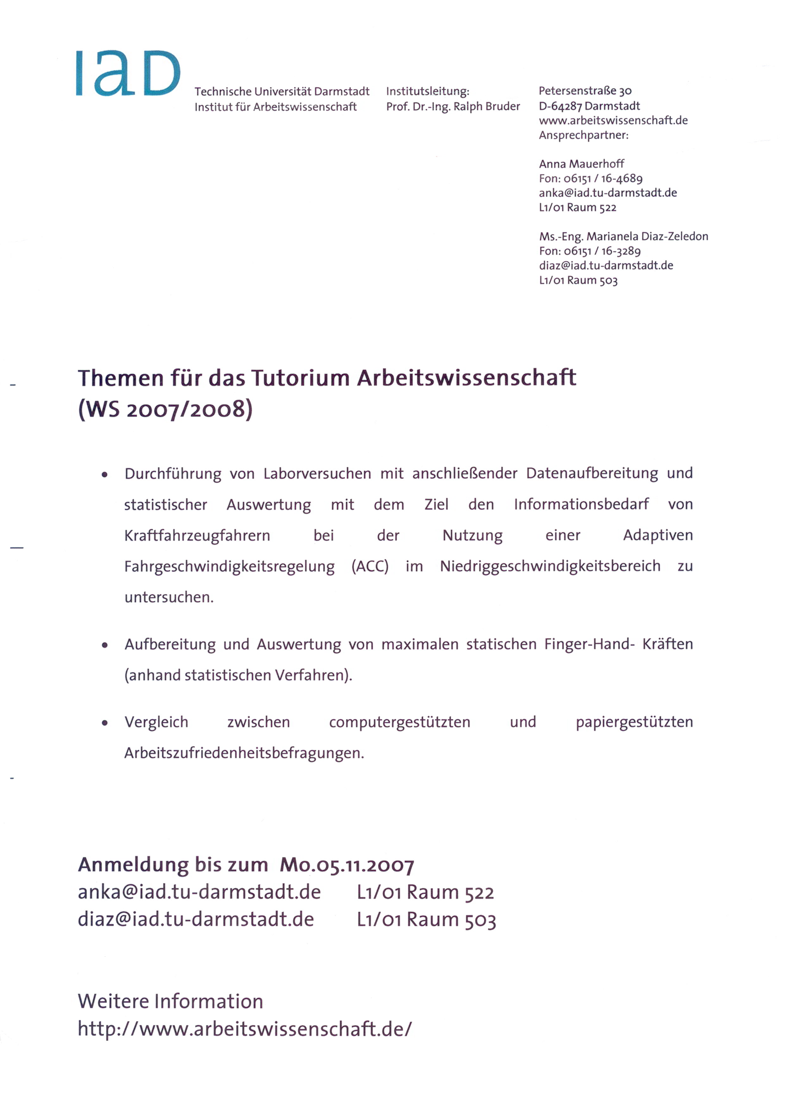 IAD
Technische Universität Darmstadt
Institut für Arbeitswissenschaft
Institutsleitung:
Prof. Dr.-Ing. Ralph Bruder
Petersenstraße 30
D-64287 Darmstadt
www.arbeitswissenschaft.de
Ansprechpartner:
Anna Mauerhoff
Fon: 06151 / 16-4689
anka@iad.tu-darmstadt.de
L1/01 Raum 522
Ms.-Eng. Marianela Diaz-Zeledon
Fon: 06151 / 16-3289
diaz@iad.tu-darmstadt.de
L1/01 Raum 503
Themen für das Tutorium Arbeitswissenschaft
(WS 2007/2008)
• Durchführung von Laborversuchen mit anschließender Datenaufbereitung und
statistischer Auswertung mit dem Ziel den Informationsbedarf von
Kraftfahrzeugfahrern bei der Nutzung einer Adaptiven
Fahrgeschwindigkeitsregelung (ACC) im Niedriggeschwindigkeitsbereich zu
untersuchen.
• Aufbereitung und Auswertung von maximalen statischen Finger-Hand- Kräften
(anhand statistischen Verfahren).
• Vergleich zwischen computergestützten und papiergestützten
Arbeitszufriedenheitsbefragungen.
Anmeldung bis zum Mo.05.11.2007
anka@iad.tu-darmstadt.de L1/01 Raum 522
diaz@iad.tu-darmstadt.de L1/01 Raum 503
Weitere Information
http://www.arbeitswissenschaft.de/